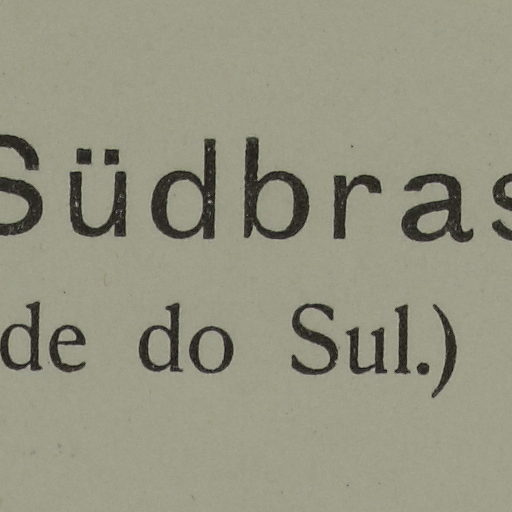 Südbras
de do Sul.)